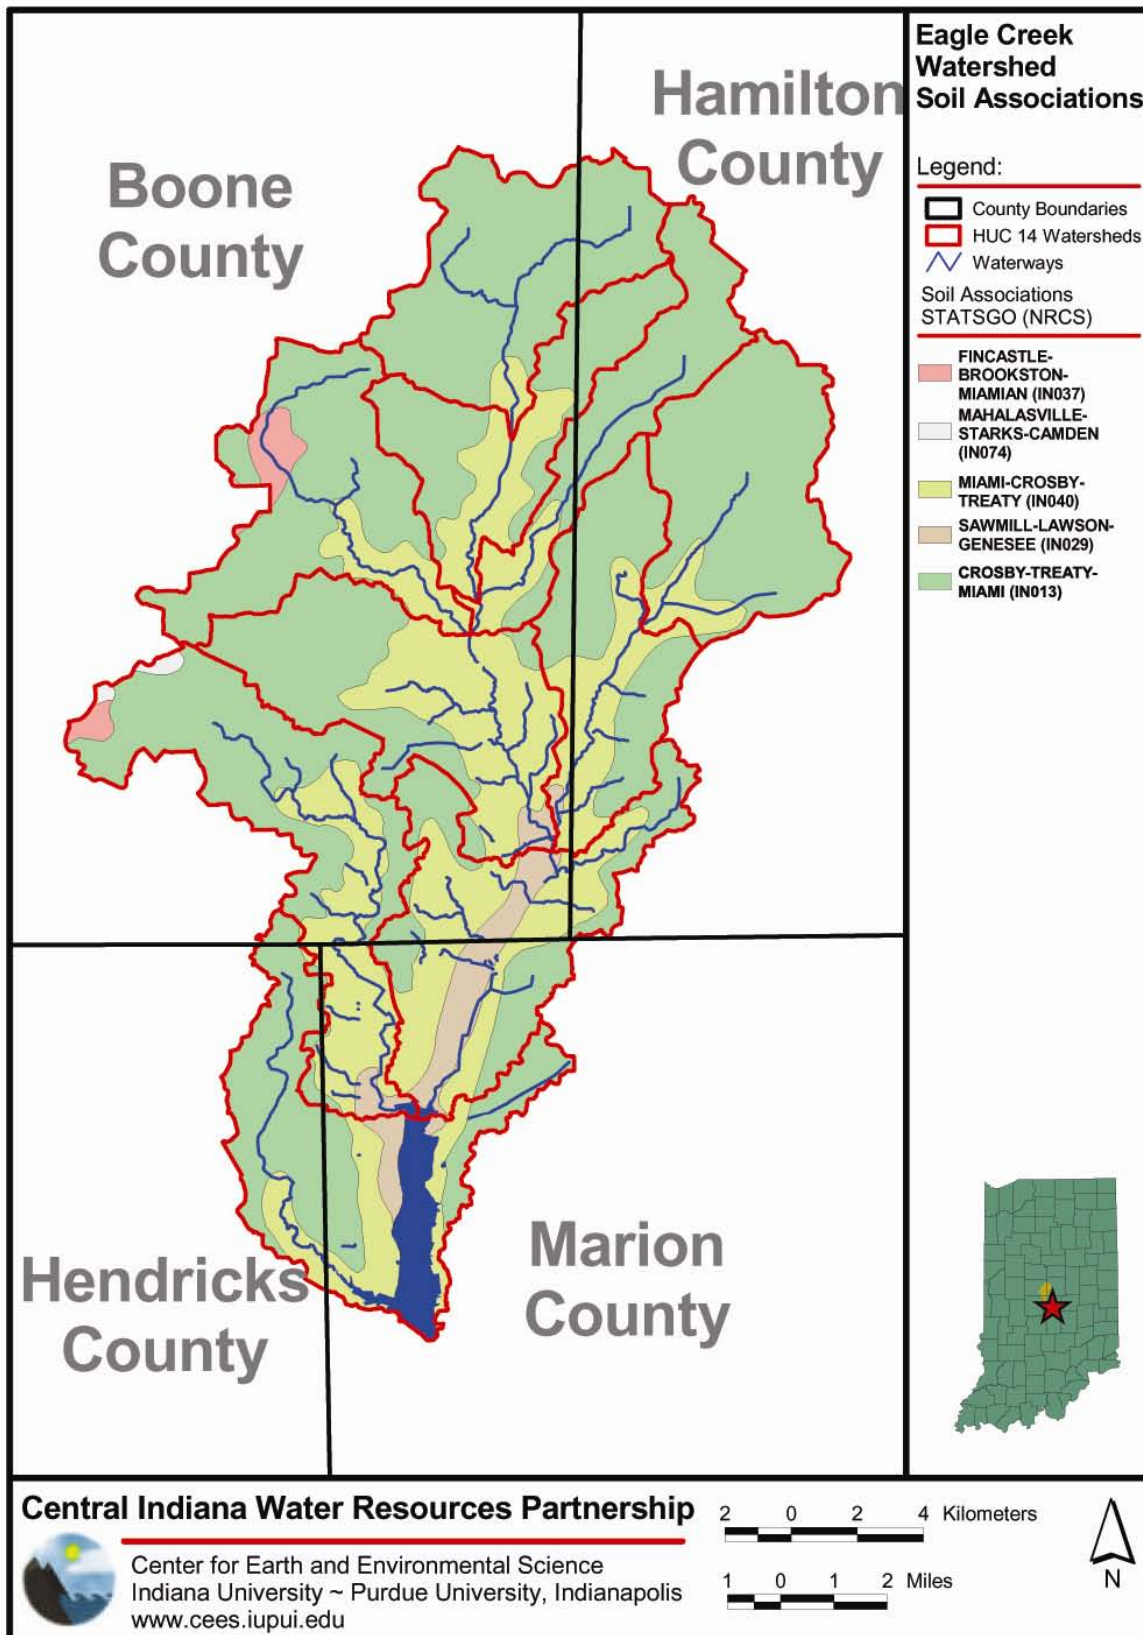 Eagle Creek
Watershed
Soil Associations
Hamilton
County
Boone
County
Legend:
County Boundaries
HUC 14 Watersheds
Waterways
Soil Associations
STATSGO (NRCS)
FINCASTLE-
BROOKSTON-
MIAMIAN (IN037)
MAHALASVILLE-
STARKS-CAMDEN
(IN074)
MIAMI-CROSBY-
TREATY (IN040)
SAWMILL-LAWSON-
GENESEE (IN029)
CROSBY-TREATY-
MIAMI (IN013)
Marion
County
Hendricks
County
Central Indiana Water Resources Partnership
Center for Earth and Environmental Science
Indiana University ~ Purdue University, Indianapolis
www.cees.iupui.edu
2 0 2 4 Kilometers
1 0 1 2 Miles
N